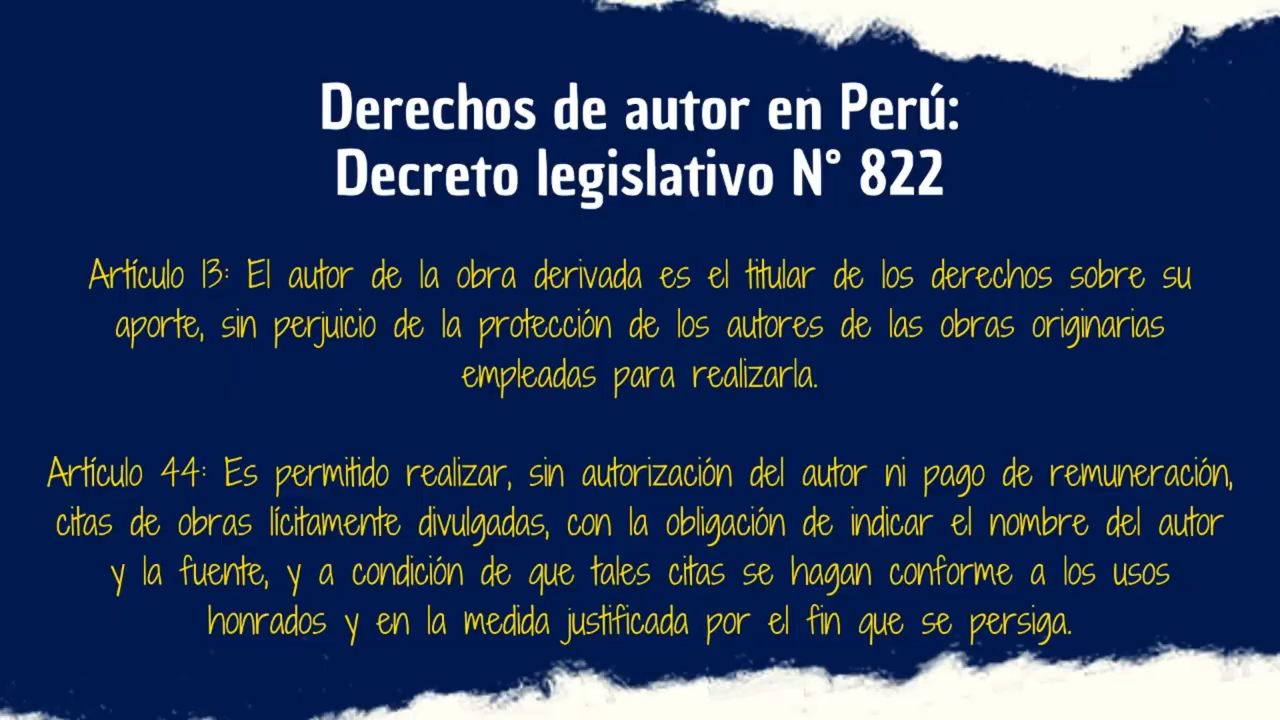 Derechos de autor en Perú:
Decreto legislativo N° 822
Artículo 13: El autor de la obra derivada es el titular de los derechos sobre su
aporte, sin perjuicio de la protección de los autores de las obras originarias
empleadas para realizarla.
Artículo 44: Es permitido realizar, sin autorización del autor ni pago de remuneración,
citas de obras lícitamente divulgadas, con la obligación de indicar el nombre del autor
y la fuente, y a condición de que tales citas se hagan conforme a los usos
honrados y en la medida justificada por el fin que se persiga.